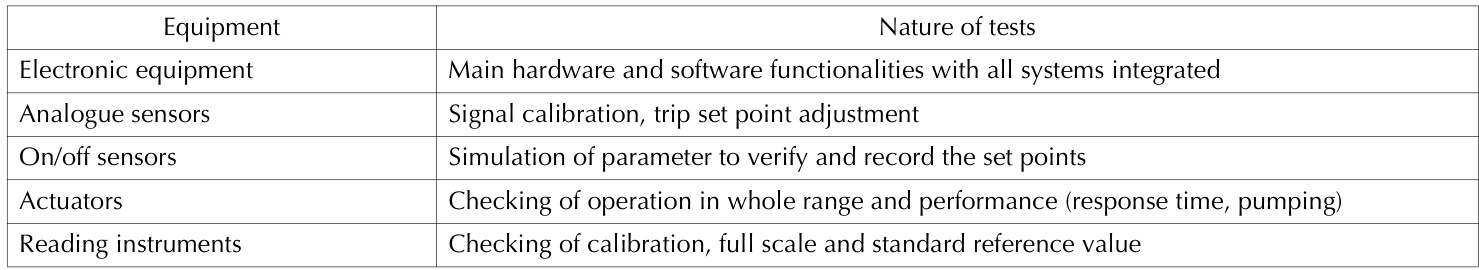 Equipment Nature of tests
Electronic equipment Main hardware and software functionalities with all systems integrated
Analogue sensors Signal calibration, trip set point adjustment
On/off sensors Simulation of parameter to verify and record the set points
Actuators Checking of operation in whole range and performance (response time, pumping)
Reading instruments Checking of calibration, full scale and standard reference value